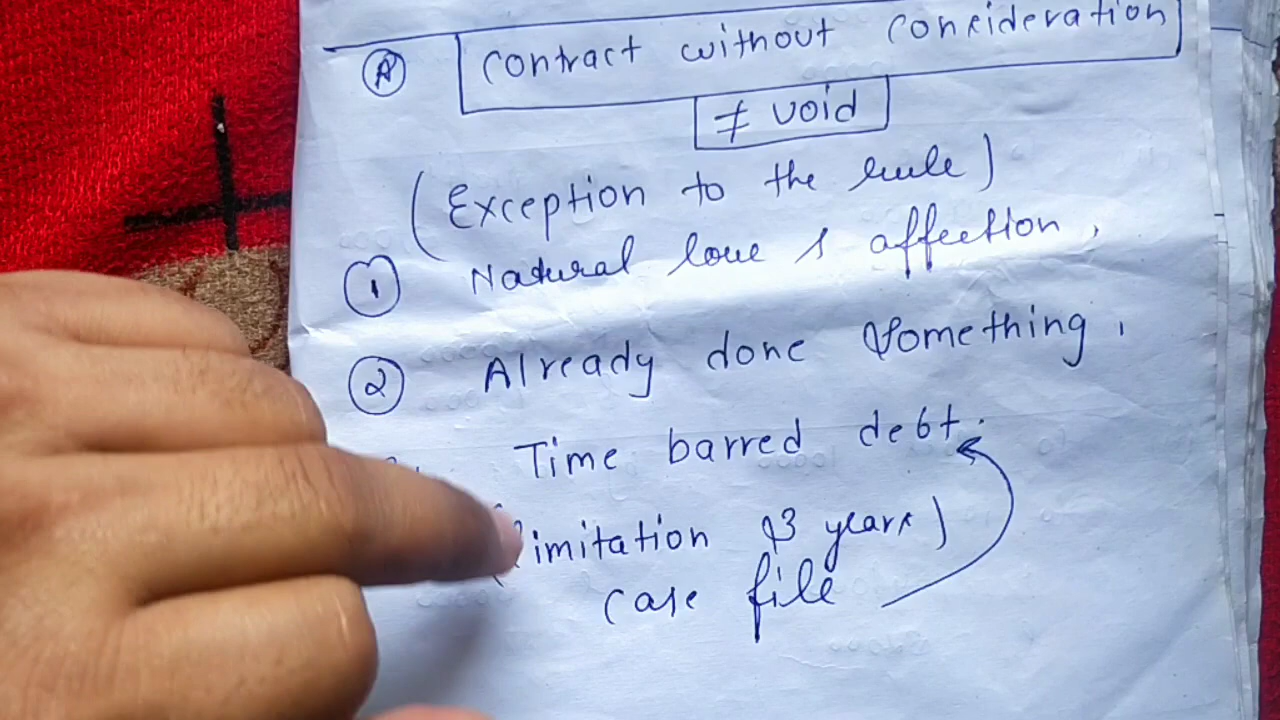 (A) contract without consideration
≠ void
(Exception to the rule)
(1) Natural love & affection,
(2) Already done something,
Time barred debt.
(limitation 3 years)
case file